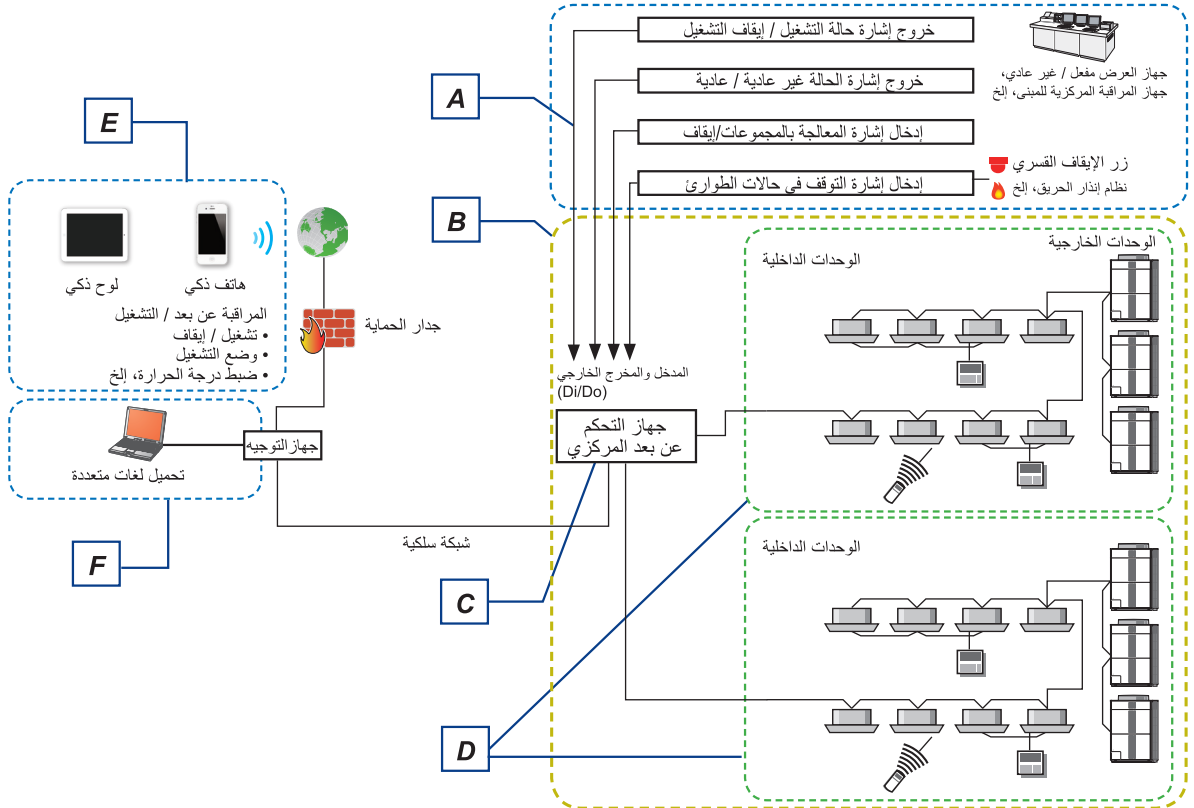 خروج إشارة حالة التشغيل / إيقاف التشغيل
خروج إشارة الحالة غير عادية / عادية
إدخال إشارة المعالجة بالمجموعات/إيقاف
إدخال إشارة التوقف في حالات الطوارئ
جهاز العرض مفعل / غير عادي،
جهاز المراقبة المركزية للمبنى، إلخ
زر الإيقاف القسري
نظام إنذار الحريق، إلخ
A
B
E
لوح ذكي
هاتف ذكي
المراقبة عن بعد / التشغيل
• تشغيل / إيقاف
• وضع التشغيل
• ضبط درجة الحرارة، إلخ
جدار الحماية
جهاز التوجيه
تحميل لغات متعددة
F
شبكة سلكية
المدخل والمخرج الخارجي
(Di/Do)
جهاز التحكم
عن بعد المركزي
C
D
الوحدات الخارجية
الوحدات الداخلية
الوحدات الداخلية